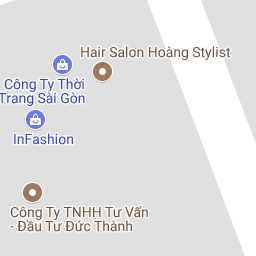 Hair Salon Hoàng Stylist
Công Ty Thời
Trang Sài Gòn
InFashion
Công Ty TNHH Tư Vấn
- Đầu Tư Đức Thành